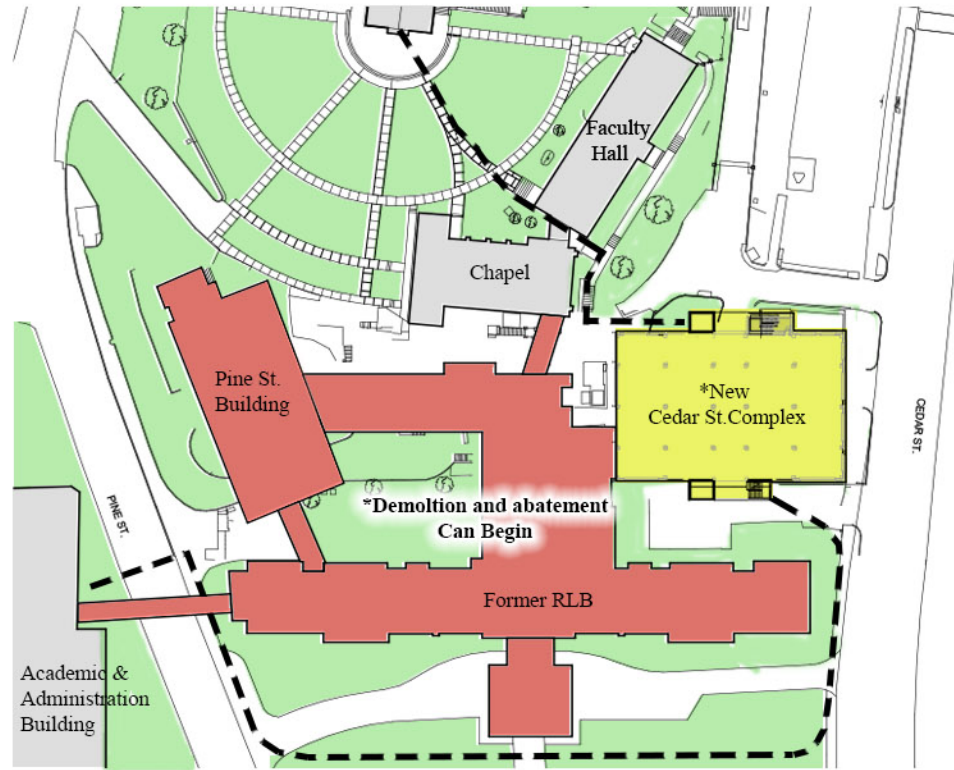 Faculty
Hall
Chapel
Pine St.
Building
*New
Cedar St.Complex
CEDAR ST.
PINE ST.
*Demoltion and abatement
Can Begin
Former RLB
Academic &
Administration
Building